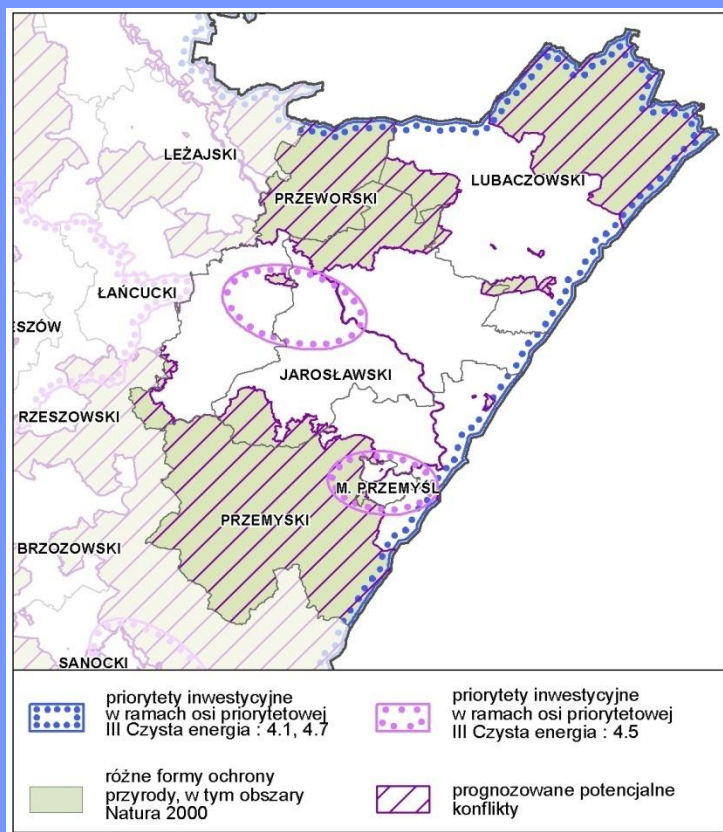 LEŻAJSKI
LUBACZOWSKI
PRZEWORSKI
ŁAŃCUCKI
ESZÓW
JAROSŁAWSKI
RZESZOWSKI
M. PRZEMYŚL
PRZEMYSKI
BRZOZOWSKI
SANOCKI
priorytety inwestycyjne
w ramach osi priorytetowej
III Czysta energia : 4.1, 4.7
priorytety inwestycyjne
w ramach osi priorytetowej
III Czysta energia : 4.5
różne formy ochrony
przyrody, w tym obszary
Natura 2000
prognozowane potencjalne
konflikty